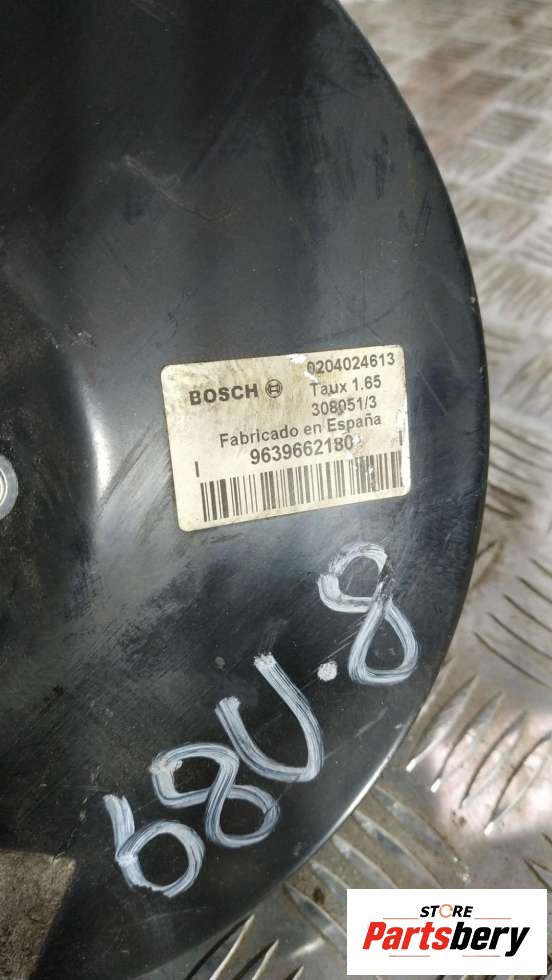 0204024613
BOSCH Taux 1.65
308051/3
Fabricado en España
9639662180
68U.8
STORE
Partsbery